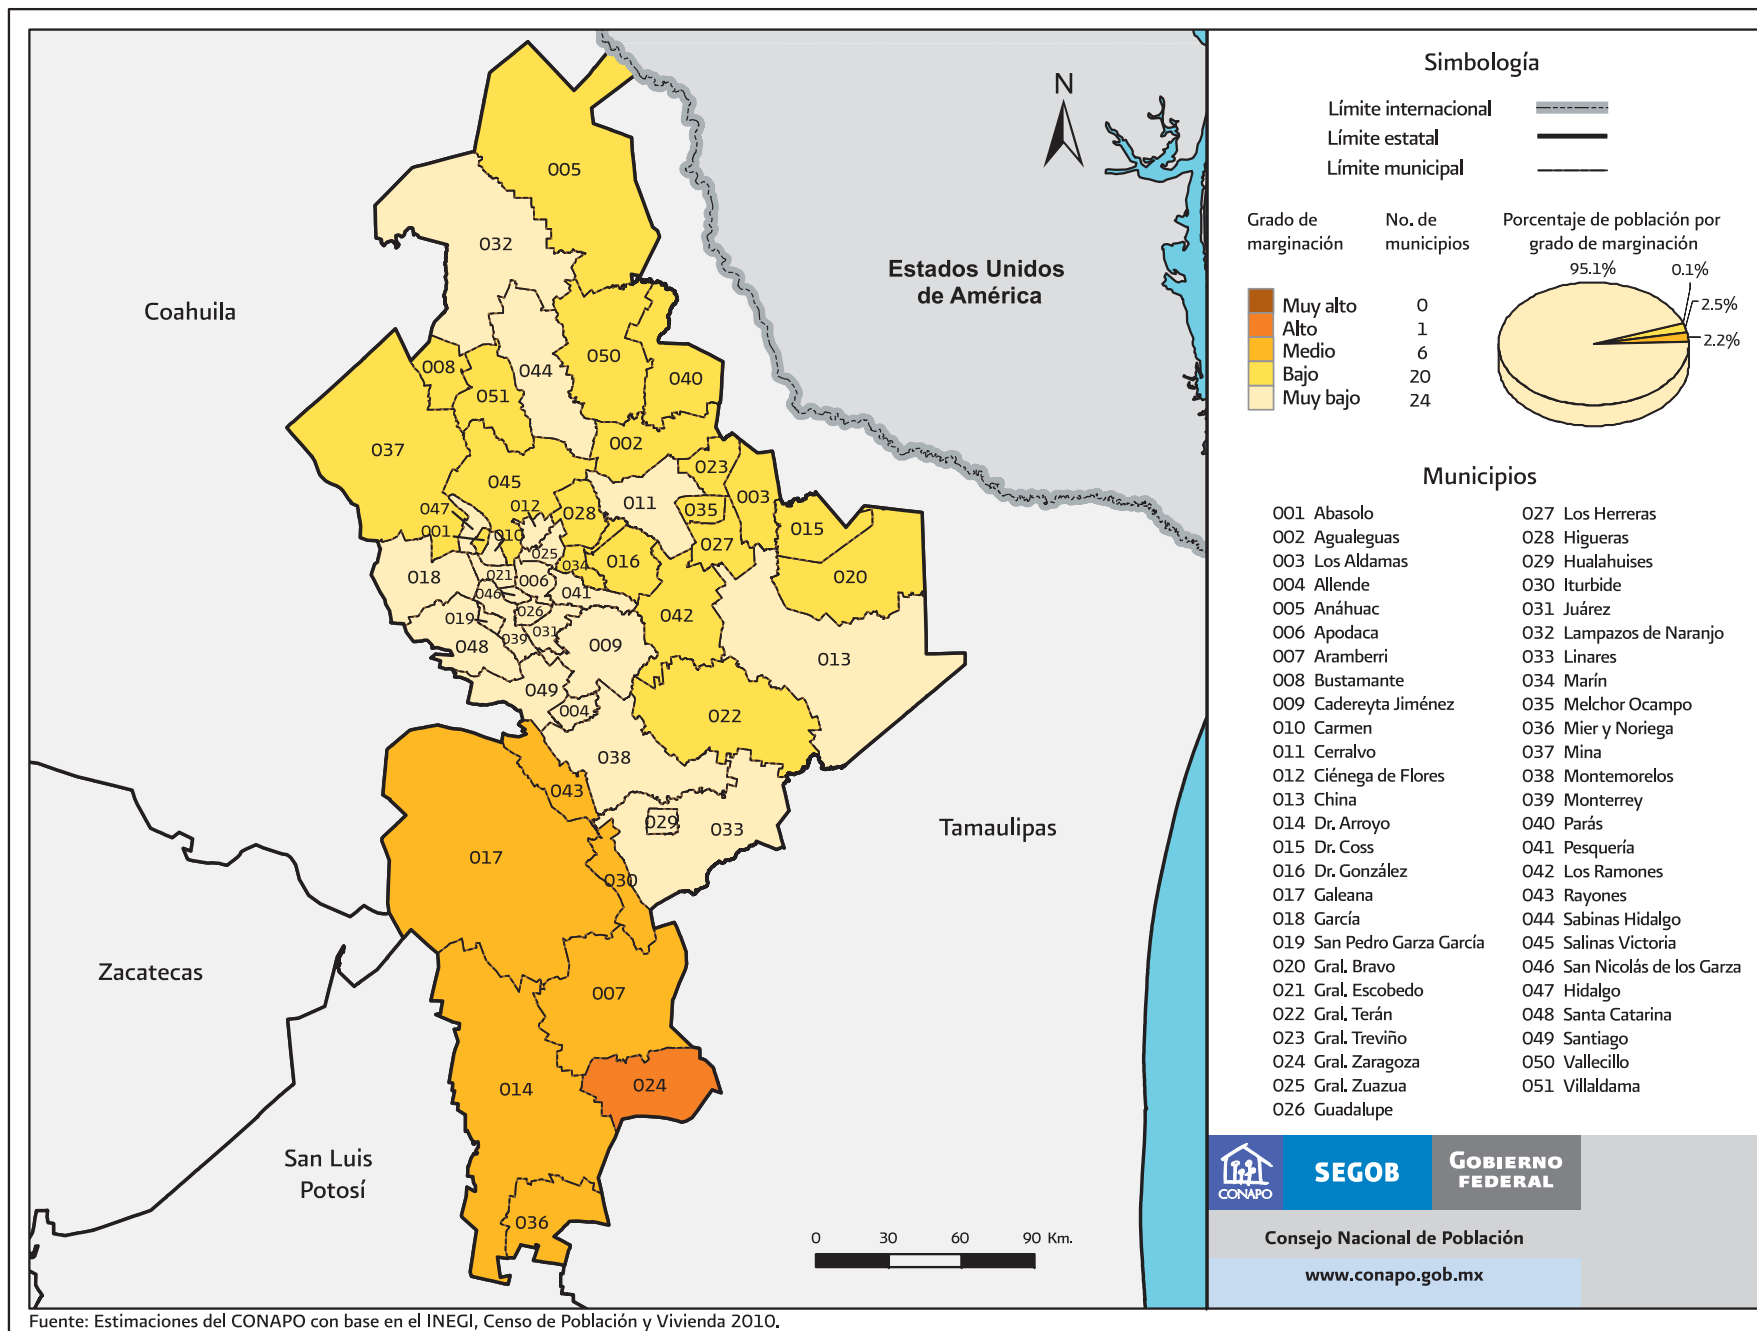 N
Estados Unidos
de América
Coahuila
Zacatecas
San Luis
Potosí
Tamaulipas
005
032
044
050
040
008
051
037
002
045
023
003
012
011
047
028
035
015
001
010
027
025
034
016
020
018
021
006
046
041
026
042
019
031
039
009
048
013
049
004
022
038
043
029
033
017
030
007
014
024
036
0 30 60 90 Km.
Simbología
Límite internacional
Límite estatal
Límite municipal
Grado de
marginación
No. de
municipios
Muy alto 0
Alto 1
Medio 6
Bajo 20
Muy bajo 24
Porcentaje de población por
grado de marginación
95.1%
0.1%
2.5%
2.2%
Municipios
001 Abasolo
002 Agualeguas
003 Los Aldamas
004 Allende
005 Anáhuac
006 Apodaca
007 Aramberri
008 Bustamante
009 Cadereyta Jiménez
010 Carmen
011 Cerralvo
012 Ciénega de Flores
013 China
014 Dr. Arroyo
015 Dr. Coss
016 Dr. González
017 Galeana
018 García
019 San Pedro Garza García
020 Gral. Bravo
021 Gral. Escobedo
022 Gral. Terán
023 Gral. Treviño
024 Gral. Zaragoza
025 Gral. Zuazua
026 Guadalupe
027 Los Herreras
028 Higueras
029 Hualahuises
030 Iturbide
031 Juárez
032 Lampazos de Naranjo
033 Linares
034 Marín
035 Melchor Ocampo
036 Mier y Noriega
037 Mina
038 Montemorelos
039 Monterrey
040 Parás
041 Pesquería
042 Los Ramones
043 Rayones
044 Sabinas Hidalgo
045 Salinas Victoria
046 San Nicolás de los Garza
047 Hidalgo
048 Santa Catarina
049 Santiago
050 Vallecillo
051 Villaldama
CONAPO
SEGOB
GOBIERNO
FEDERAL
Consejo Nacional de Población
www.conapo.gob.mx
Fuente: Estimaciones del CONAPO con base en el INEGI, Censo de Población y Vivienda 2010.